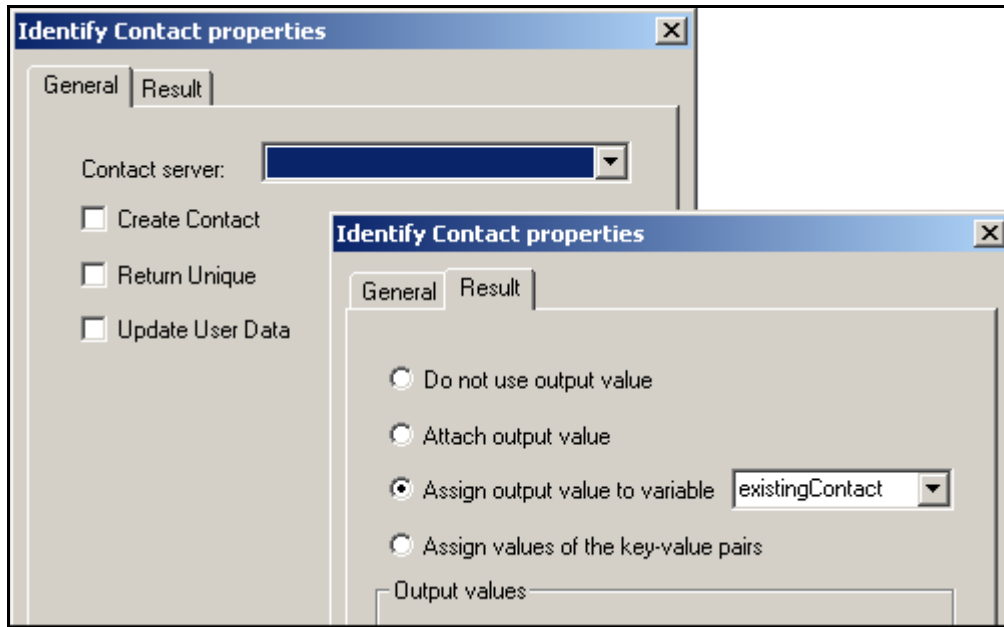 Identify Contact properties
General
Result
Contact server:
Create Contact
Return Unique
Update User Data
Identify Contact properties
General
Result
Do not use output value
Attach output value
Assign output value to variable
existingContact
Assign values of the key-value pairs
Output values